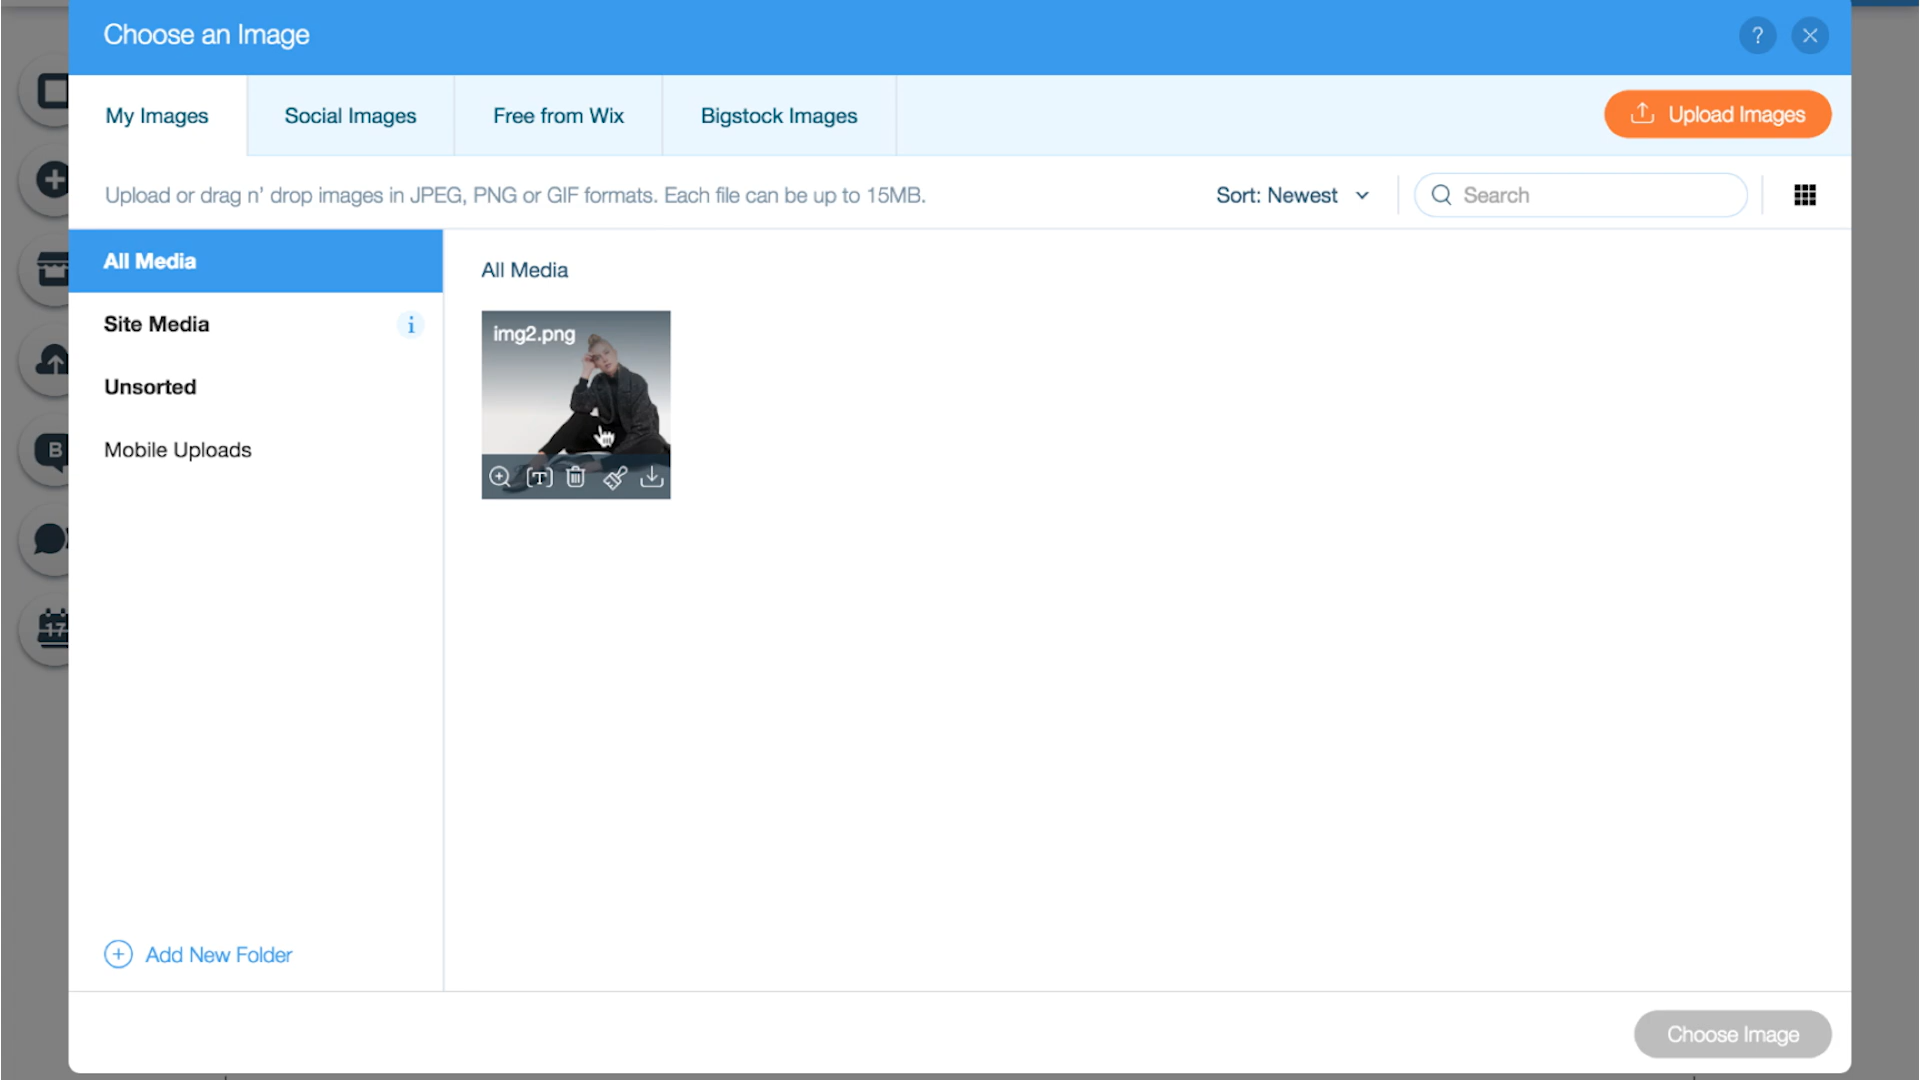 Choose an Image
?
My Images
Social Images
Free from Wix
Bigstock Images
Upload Images
Upload or drag n' drop images in JPEG, PNG or GIF formats. Each file can be up to 15MB.
Sort: Newest
Search
All Media
Site Media
i
Unsorted
Mobile Uploads
All Media
img2.png
T
B
17
Add New Folder
Choose Image